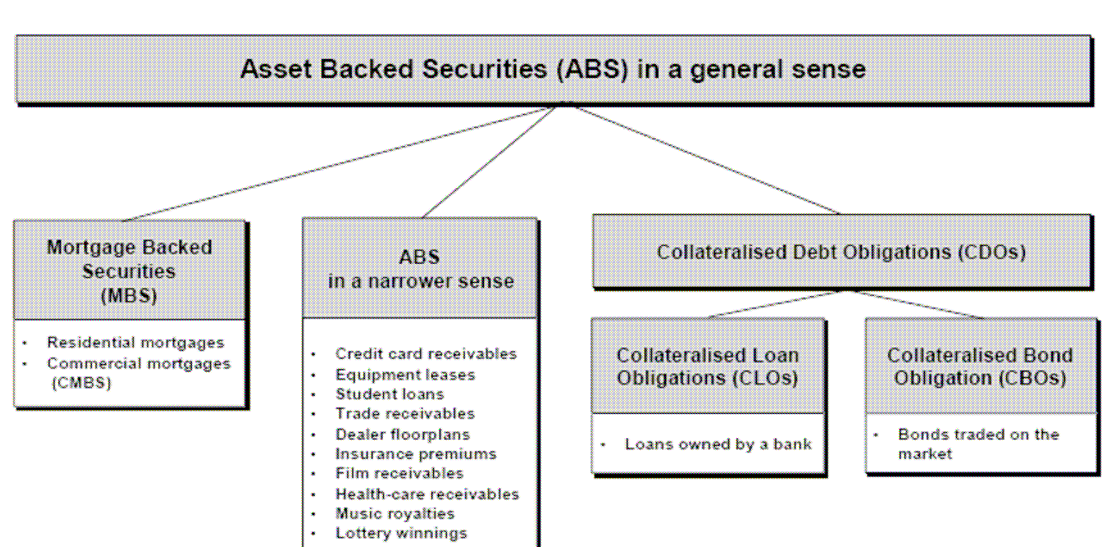 Asset Backed Securities (ABS) in a general sense
Mortgage Backed
Securities
(MBS)
• Residential mortgages
• Commercial mortgages
(CMBS)
ABS
in a narrower sense
• Credit card receivables
• Equipment leases
• Student loans
• Trade receivables
• Dealer floorplans
• Insurance premiums
• Film receivables
• Health-care receivables
• Music royalties
• Lottery winnings
Collateralised Debt Obligations (CDOs)
Collateralised Loan
Obligations (CLOs)
• Loans owned by a bank
Collateralised Bond
Obligation (CBOs)
• Bonds traded on the
market